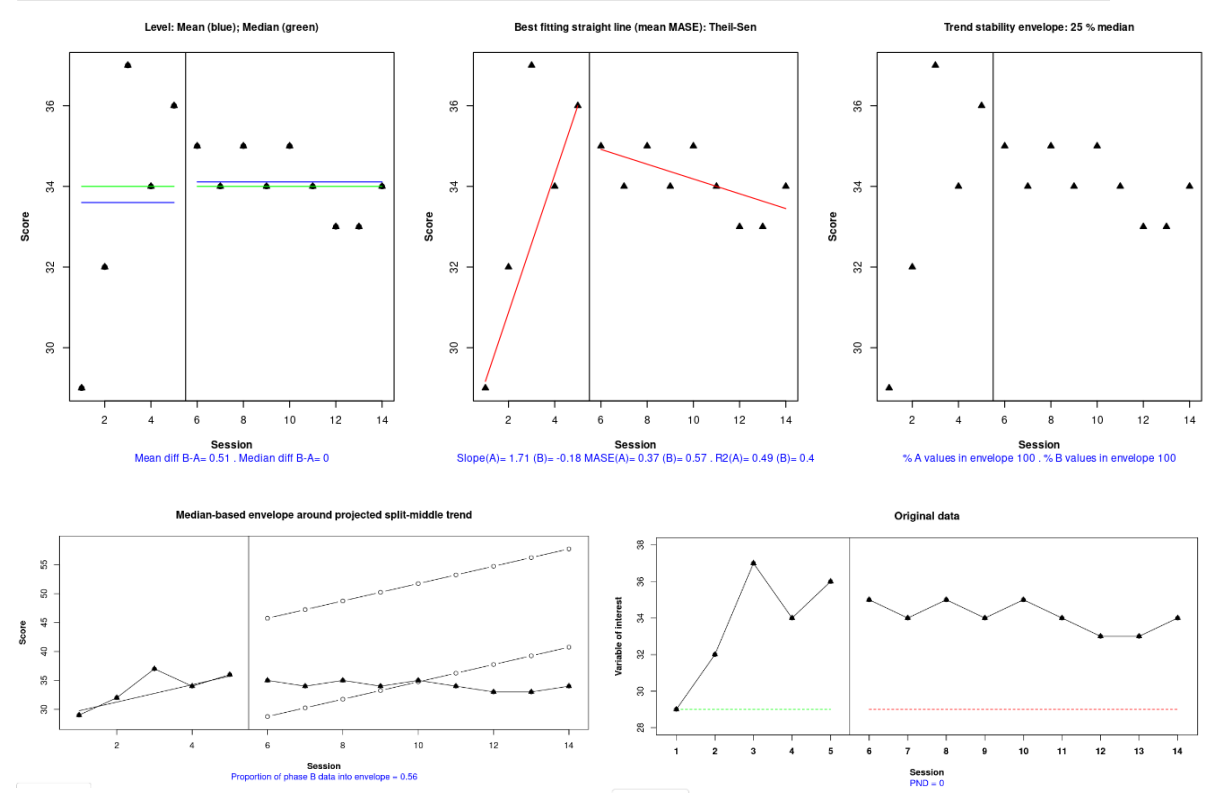 Level: Mean (blue); Median (green)
Score
36
34
32
30
2 4 6 8 10 12 14
Session
Mean diff B-A= 0.51 . Median diff B-A= 0
Best fitting straight line (mean MASE): Theil-Sen
Score
36
34
32
30
2 4 6 8 10 12 14
Session
Slope(A)= 1.71 (B)= -0.18 MASE(A)= 0.37 (B)= 0.57 . R2(A)= 0.49 (B)= 0.4
Trend stability envelope: 25 % median
Score
36
34
32
30
2 4 6 8 10 12 14
Session
% A values in envelope 100 . % B values in envelope 100
Median-based envelope around projected split-middle trend
Score
55
50
45
40
35
30
2 4 6 8 10 12 14
Session
Proportion of phase B data into envelope = 0.56
Original data
Variable of interest
38
36
34
32
30
28
1 2 3 4 5 6 7 8 9 10 11 12 13 14
Session
PND = 0